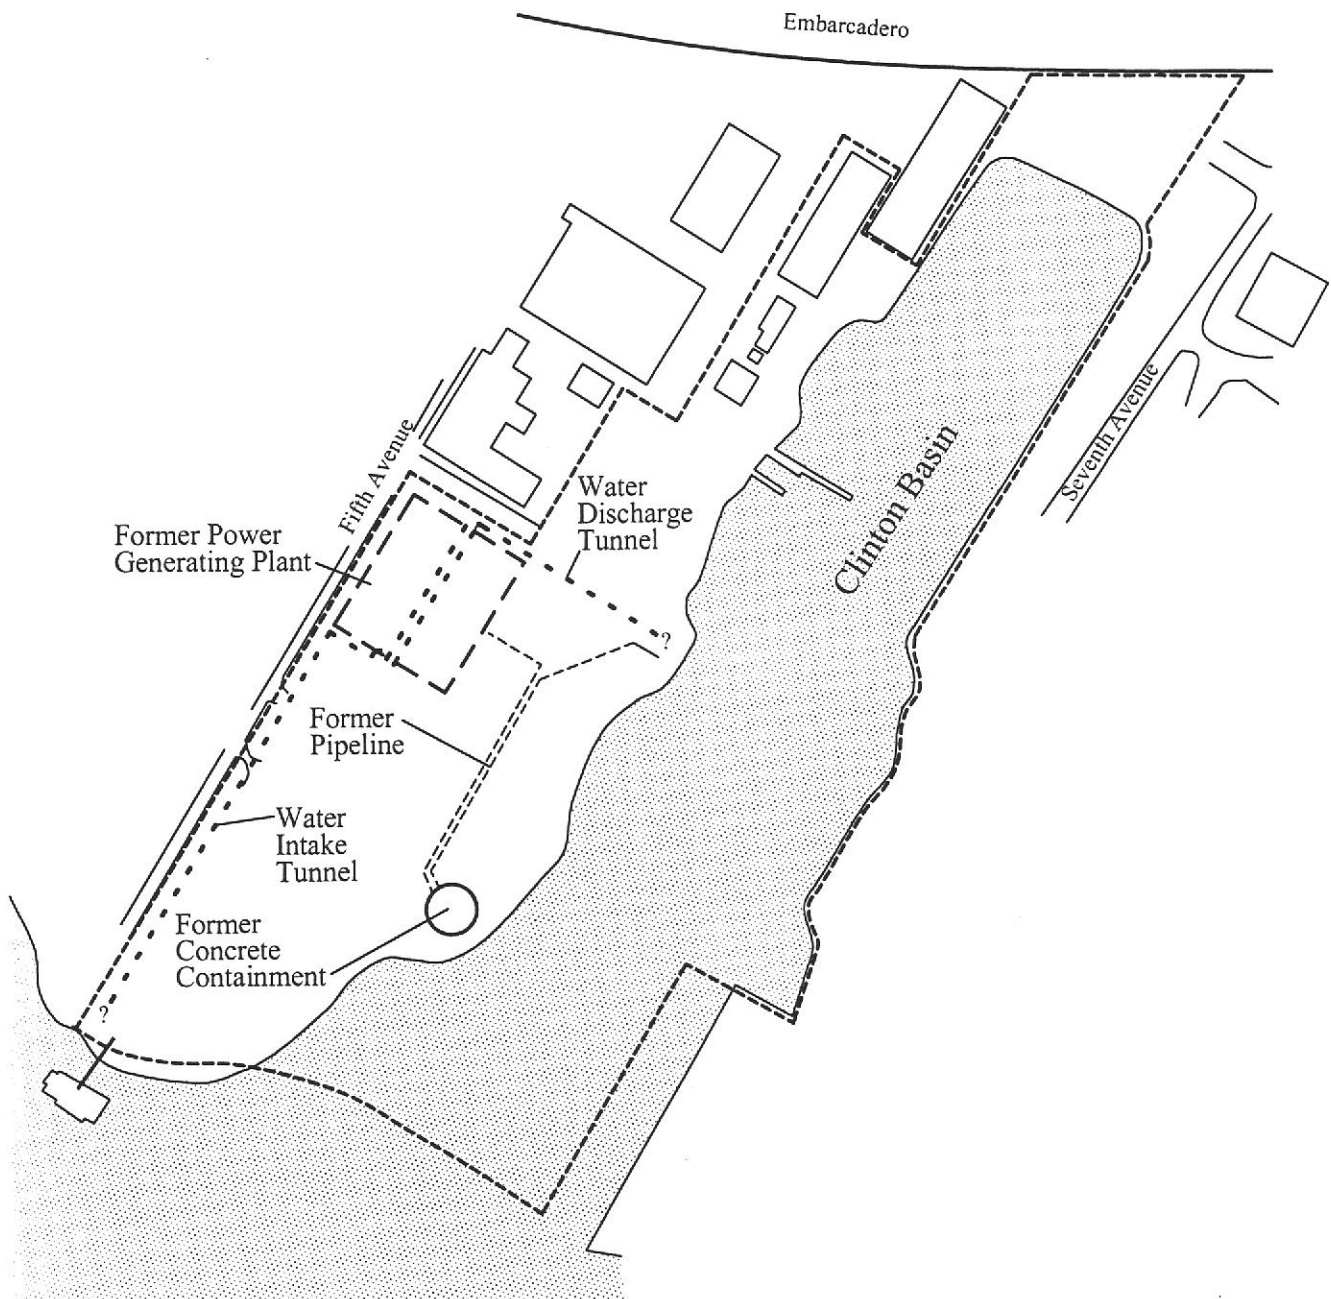 Embarcadero
Fifth Avenue
Water
Discharge
Tunnel
Seventh Avenue
Clinton Basin
Former Power
Generating Plant
?
Former
Pipeline
Water
Intake
Tunnel
Former
Concrete
Containment
?